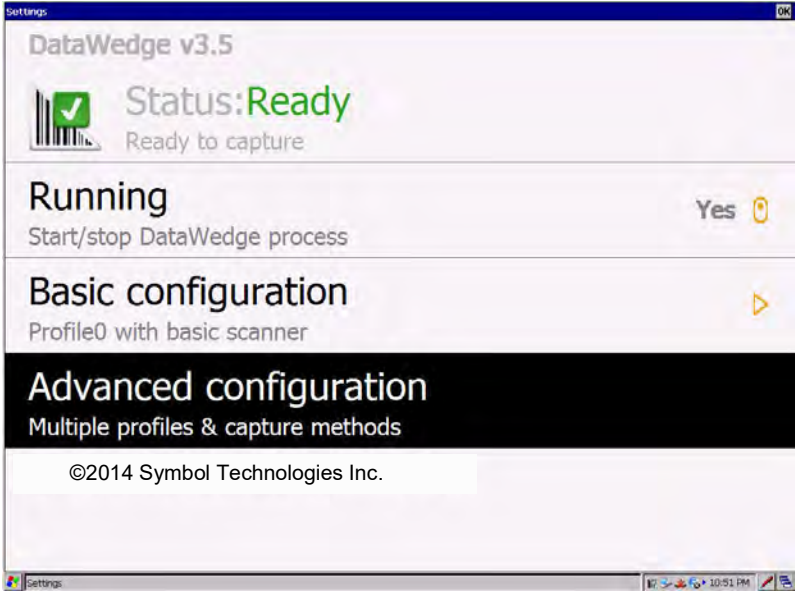 Settings
OK
DataWedge v3.5
Status:Ready
Ready to capture
Running
Yes
Start/stop DataWedge process
Basic configuration
Profile0 with basic scanner
Advanced configuration
Multiple profiles & capture methods
©2014 Symbol Technologies Inc.
Settings
10:51 PM